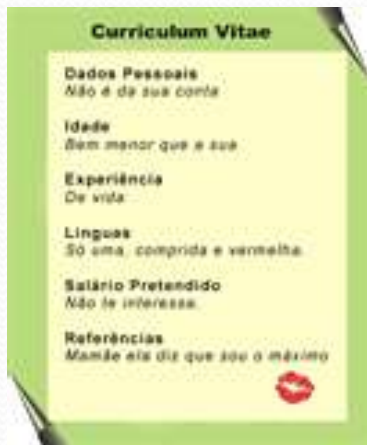 Curriculum Vitae
Dados Pessoais
Não é da sua conta
Idade
Bem menor que a sua
Experiência
De vida
Linguas
Só uma, comprida e vermelha.
Salário Pretendido
Não te interessa.
Referências
Mamãe ela diz que sou o máximo